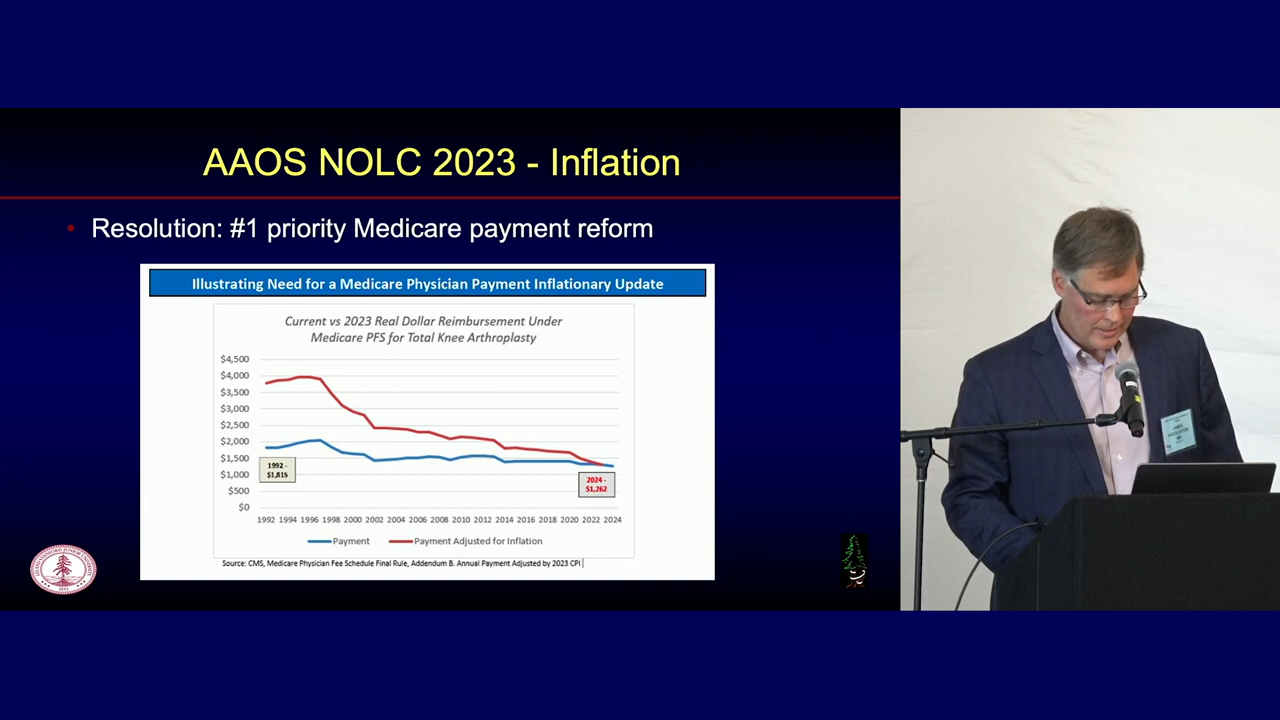 AAOS NOLC 2023 - Inflation
• Resolution: #1 priority Medicare payment reform
Illustrating Need for a Medicare Physician Payment Inflationary Update
Current vs 2023 Real Dollar Reimbursement Under
Medicare PFS for Total Knee Arthroplasty
$4,500
$4,000
$3,500
$3,000
$2,500
$2,000
$1,500
$1,000
$500
$0
1992 -
$1,815
2024 -
$1,262
1992 1994 1996 1998 2000 2002 2004 2006 2008 2010 2012 2014 2016 2018 2020 2022 2024
Payment Payment Adjusted for Inflation
Source: CMS, Medicare Physician Fee Schedule Final Rule, Addendum B. Annual Payment Adjusted by 2023 CPI
JAMES
MD